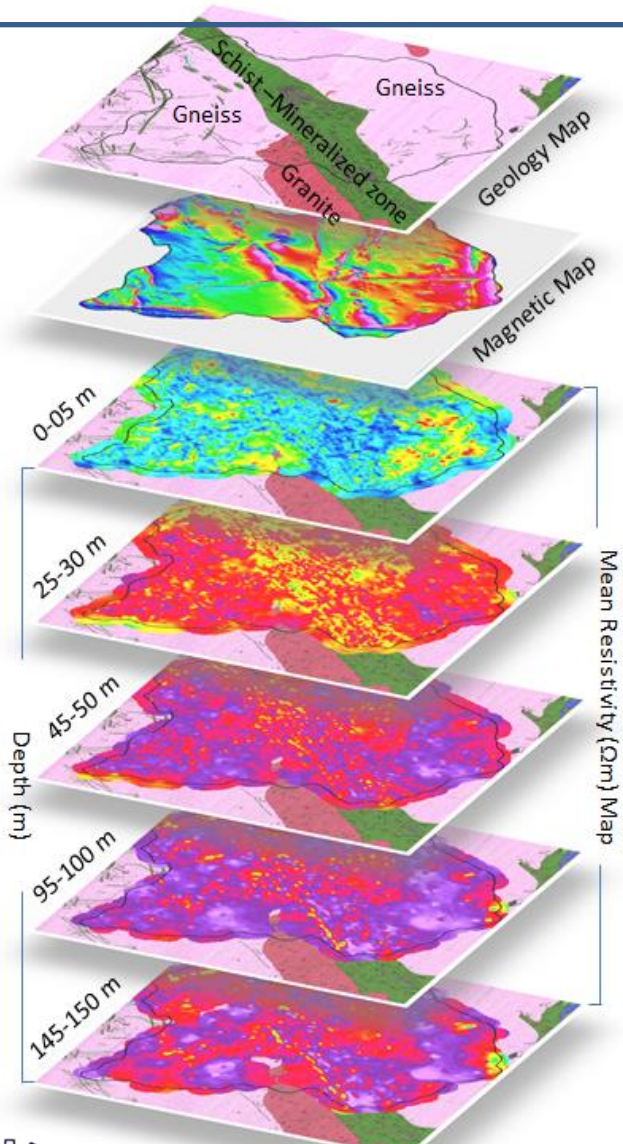 Gneiss
Gneiss
Schist –Mineralized zone
Granite
Geology Map
Magnetic Map
0-05 m
25-30 m
45-50 m
95-100 m
145-150 m
Depth (m)
Mean Resistivity (Ωm) Map